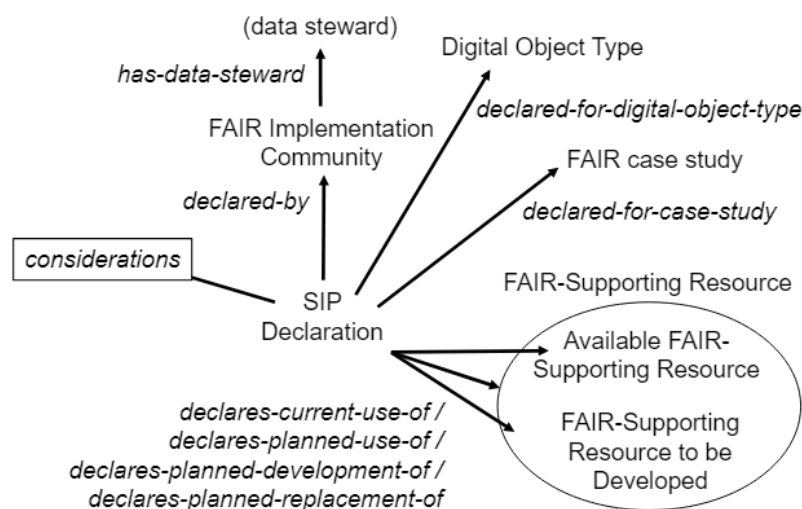 (data steward)
Digital Object Type
has-data-steward
declared-for-digital-object-type
FAIR Implementation
Community
FAIR case study
declared-by
declared-for-case-study
considerations
FAIR-Supporting Resource
SIP
Declaration
Available FAIR-
Supporting Resource
declares-current-use-of /
declares-planned-use-of /
declares-planned-development-of /
declares-planned-replacement-of
FAIR-Supporting
Resource to be
Developed